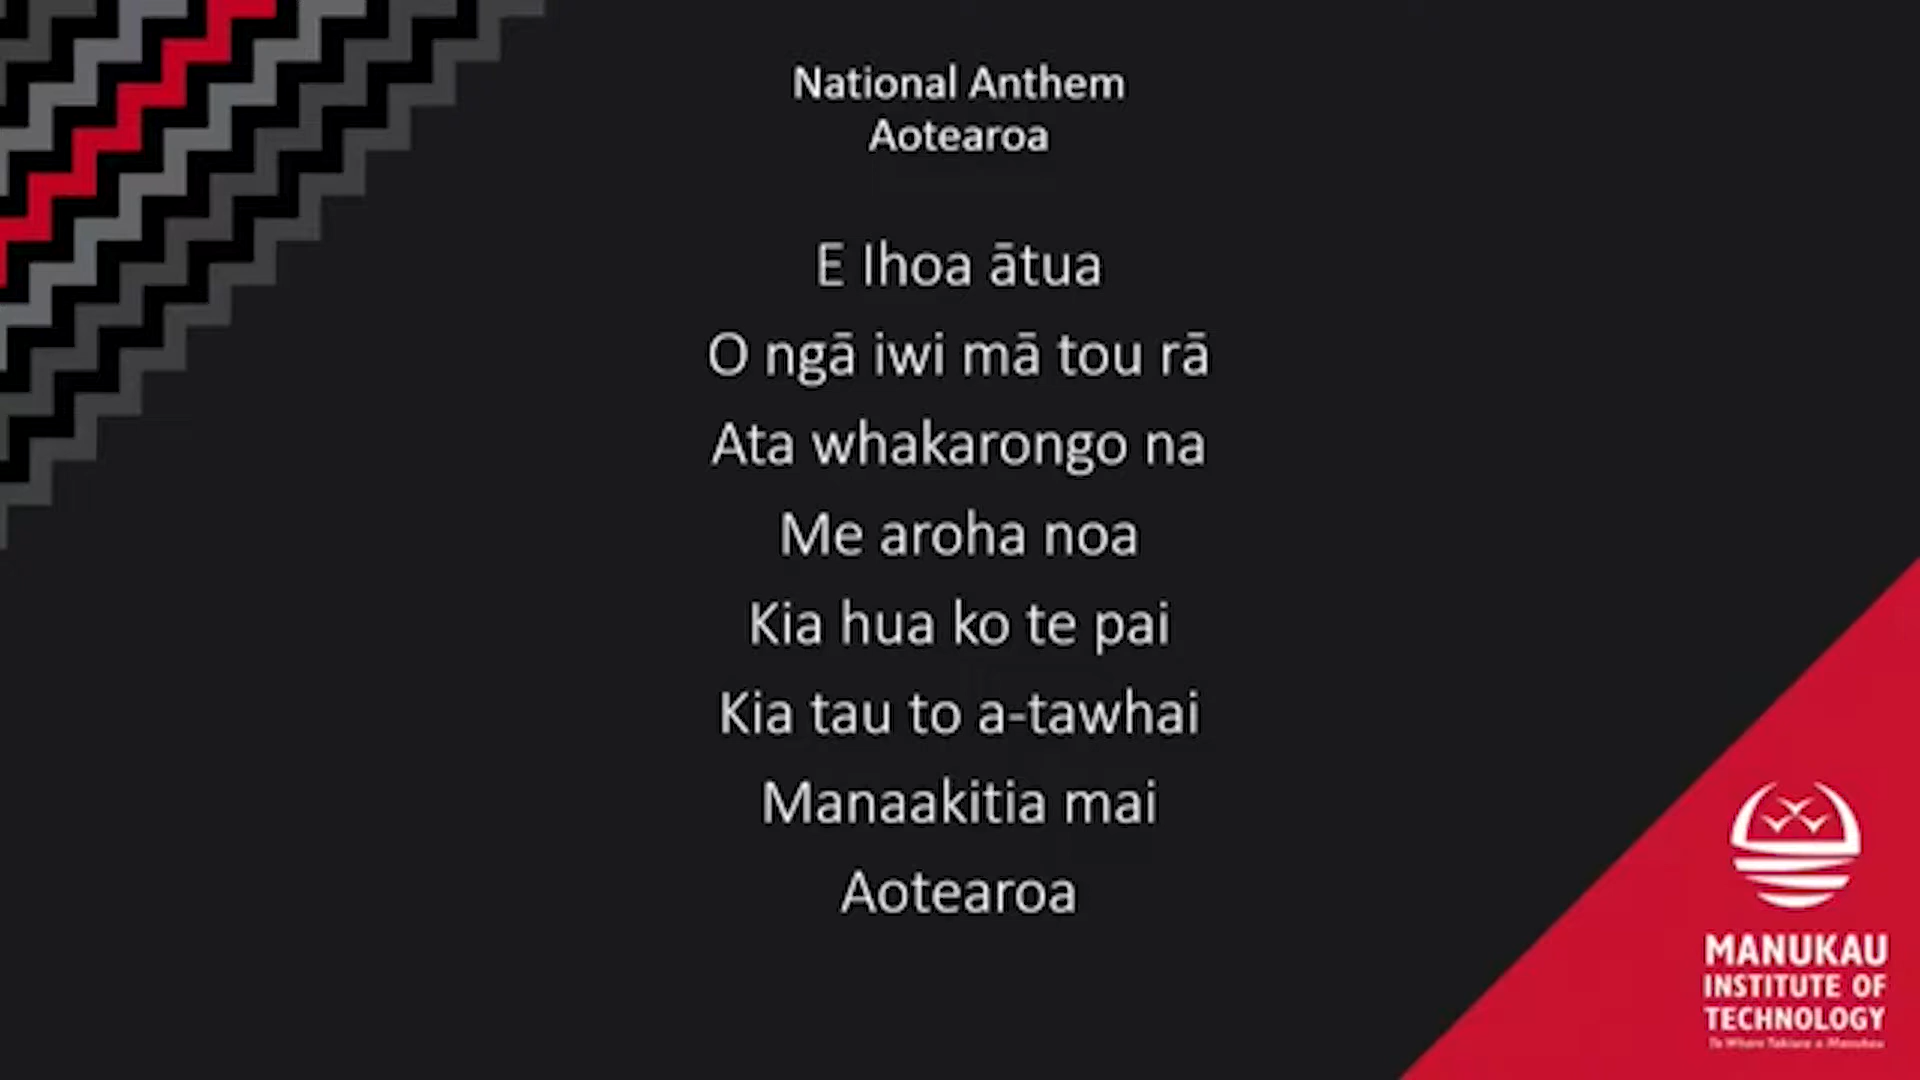 National Anthem
Aotearoa
E Ihoa ātua
O ngā iwi mā tou rā
Ata whakarongo na
Me aroha noa
Kia hua ko te pai
Kia tau to a-tawhai
Manaakitia mai
Aotearoa
MANUKAU
INSTITUTE OF
TECHNOLOGY